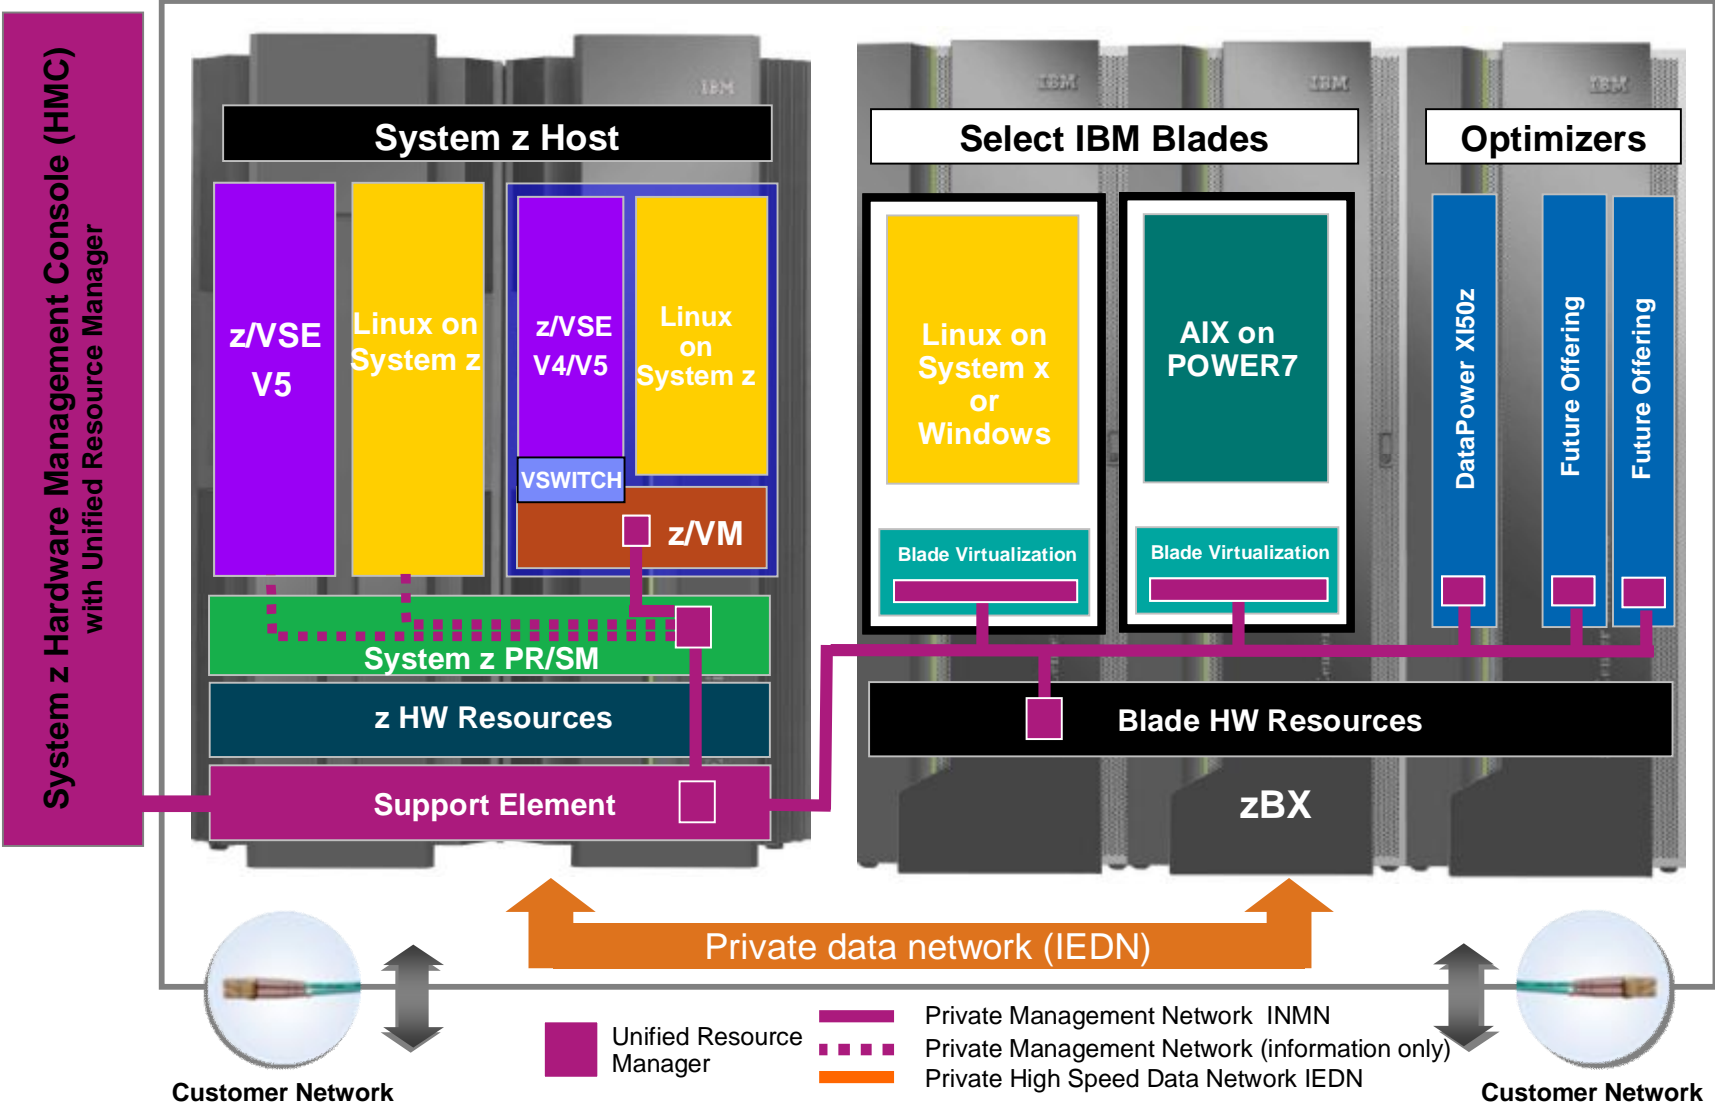 System z Hardware Management Console (HMC)
with Unified Resource Manager
IBM
IBM
IBM
IBM
System z Host
Select IBM Blades
Optimizers
z/VSE
V5
Linux on
System z
z/VSE
V4/V5
Linux
on
System z
VSWITCH
z/VM
Linux on
System x
or
Windows
AIX on
POWER7
DataPower XI50z
Future Offering
Future Offering
Blade Virtualization
Blade Virtualization
System z PR/SM
z HW Resources
Blade HW Resources
Support Element
zBX
Private data network (IEDN)
Unified Resource
Manager
Private Management Network INMN
Private Management Network (information only)
Private High Speed Data Network IEDN
Customer Network
Customer Network